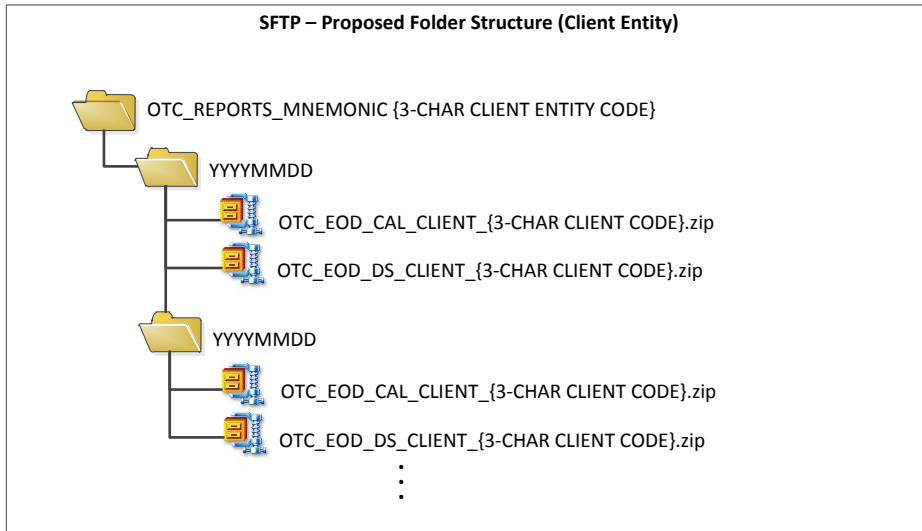 SFTP – Proposed Folder Structure (Client Entity)
OTC_REPORTS_MNEMONIC {3-CHAR CLIENT ENTITY CODE}
YYYYMMDD
OTC_EOD_CAL_CLIENT_{3-CHAR CLIENT CODE}.zip
OTC_EOD_DS_CLIENT_{3-CHAR CLIENT CODE}.zip
YYYYMMDD
OTC_EOD_CAL_CLIENT_{3-CHAR CLIENT CODE}.zip
OTC_EOD_DS_CLIENT_{3-CHAR CLIENT CODE}.zip